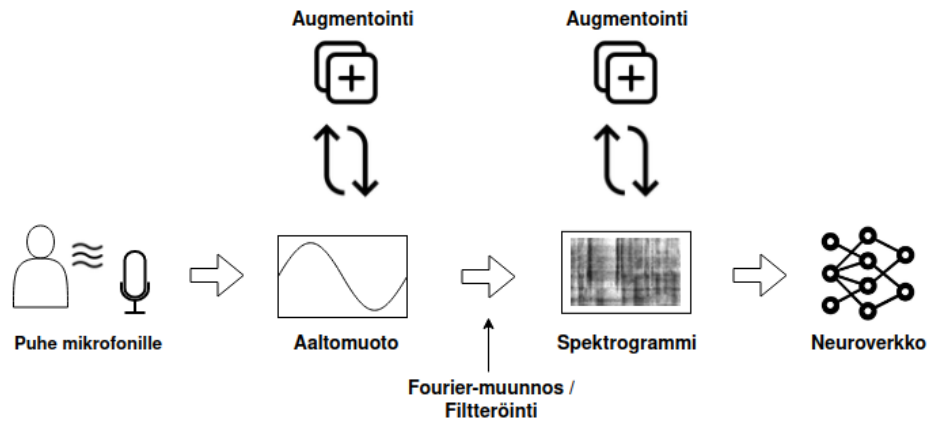 Augmentointi
Augmentointi
Puhe mikrofonille
Aaltomuoto
Spektrogrammi
Neuroverkko
Fourier-muunnos /
Filtteröinti